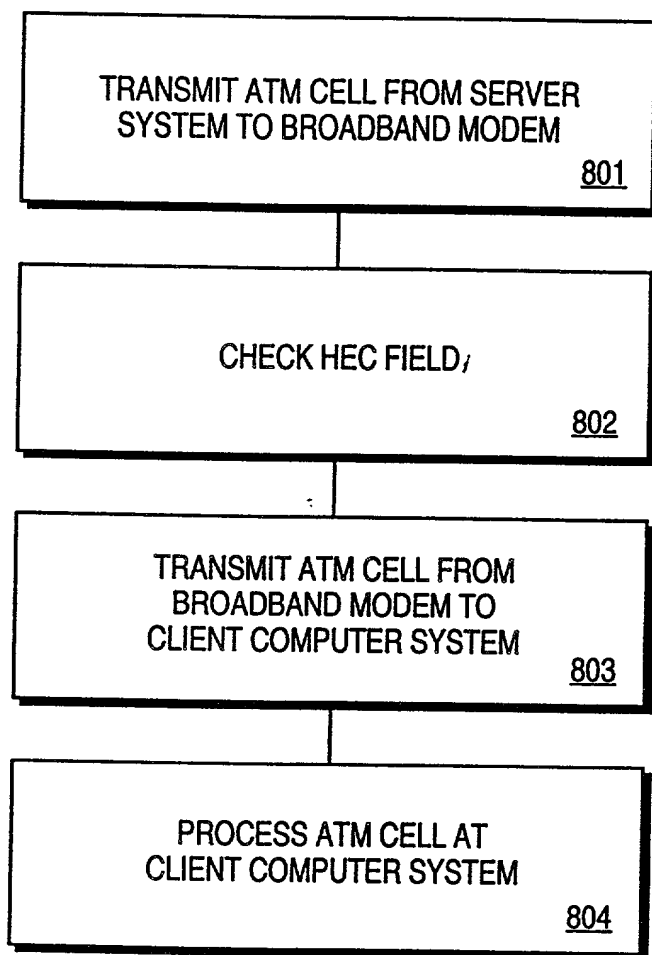 TRANSMIT ATM CELL FROM SERVER
SYSTEM TO BROADBAND MODEM
801
CHECK HEC FIELD
802
TRANSMIT ATM CELL FROM
BROADBAND MODEM TO
CLIENT COMPUTER SYSTEM
803
PROCESS ATM CELL AT
CLIENT COMPUTER SYSTEM
804